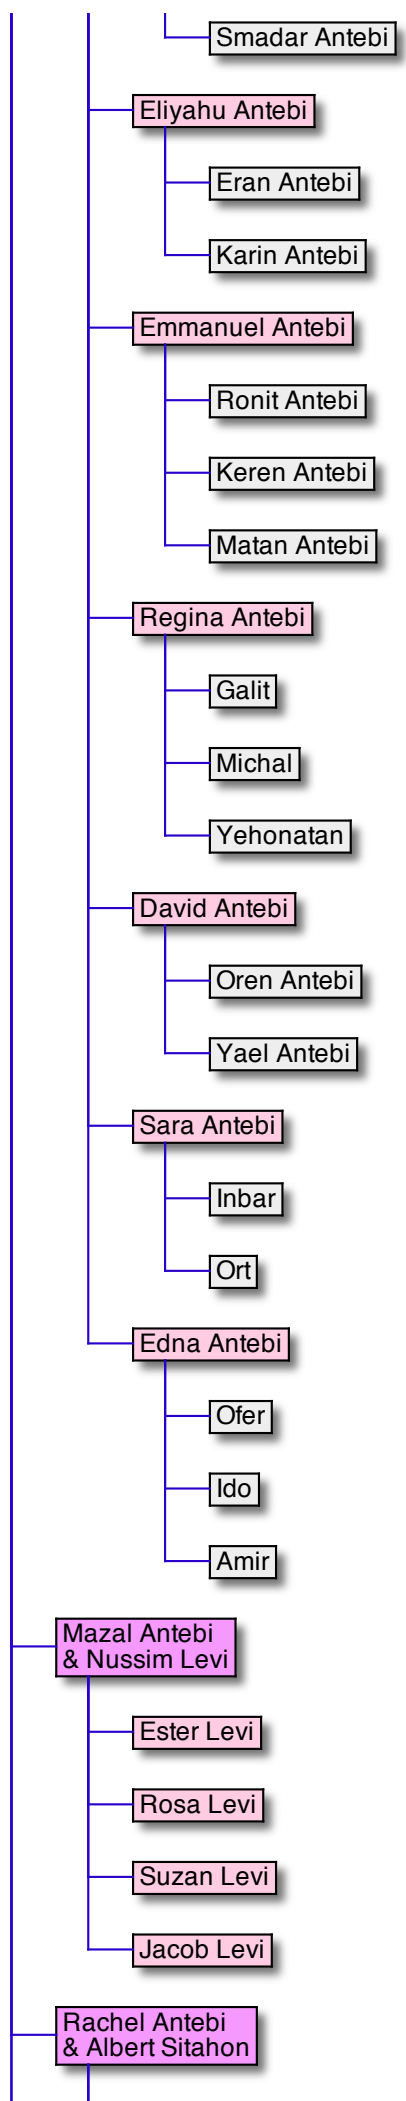 Smadar Antebi
Eliyahu Antebi
Eran Antebi
Karin Antebi
Emmanuel Antebi
Ronit Antebi
Keren Antebi
Matan Antebi
Regina Antebi
Galit
Michal
Yehonatan
David Antebi
Oren Antebi
Yael Antebi
Sara Antebi
Inbar
Ort
Edna Antebi
Ofer
Ido
Amir
Mazal Antebi
& Nussim Levi
Ester Levi
Rosa Levi
Suzan Levi
Jacob Levi
Rachel Antebi
& Albert Sitahon